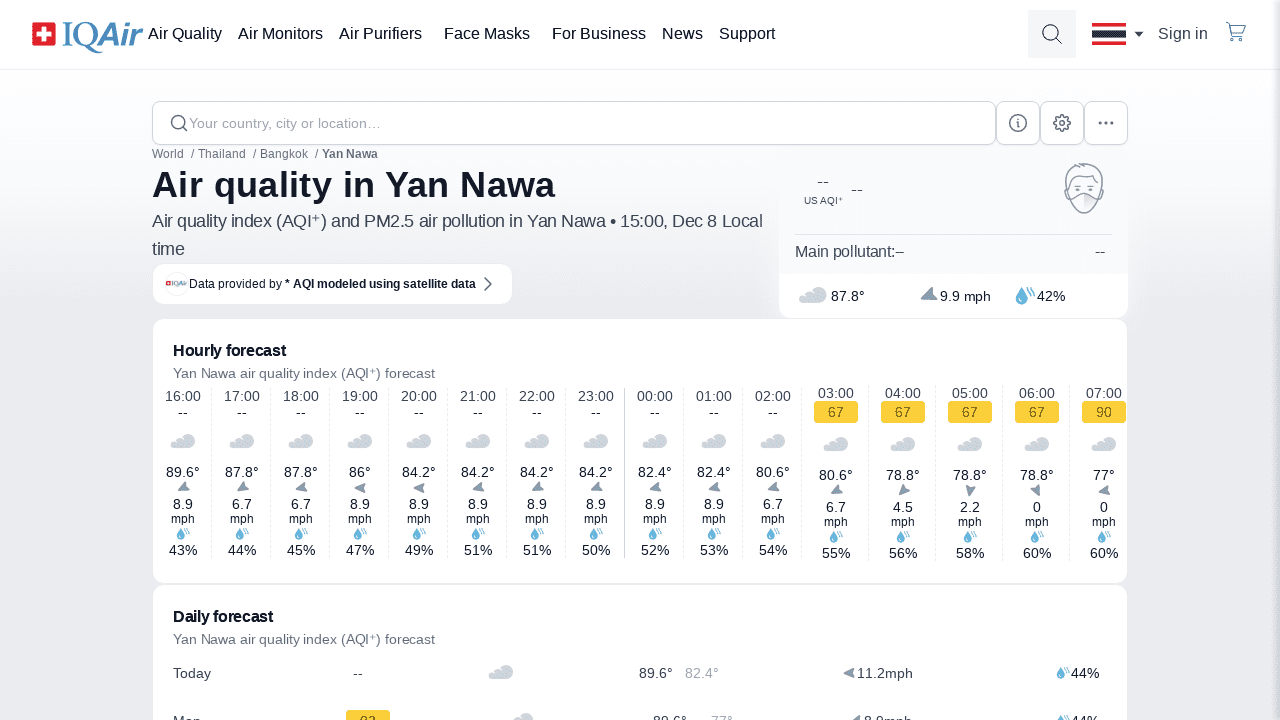 IQAir Air Quality Air Monitors Air Purifiers Face Masks For Business News Support Sign in
Your country, city or location...
World / Thailand / Bangkok / Yan Nawa
Air quality in Yan Nawa
Air quality index (AQI⁺) and PM2.5 air pollution in Yan Nawa • 15:00, Dec 8 Local
time
IQAir Data provided by * AQI modeled using satellite data
--
US AQI⁺
--
Main pollutant:-- --
87.8° 9.9 mph 42%
Hourly forecast
Yan Nawa air quality index (AQI⁺) forecast
16:00 17:00 18:00 19:00 20:00 21:00 22:00 23:00 00:00 01:00 02:00 03:00 04:00 05:00 06:00 07:00
-- -- -- -- -- -- -- -- -- -- -- 67 67 67 67 90
89.6° 87.8° 87.8° 86° 84.2° 84.2° 84.2° 84.2° 82.4° 82.4° 80.6° 80.6° 78.8° 78.8° 78.8° 77°
8.9 6.7 6.7 8.9 8.9 8.9 8.9 8.9 8.9 8.9 6.7 6.7 4.5 2.2 0 0
mph mph mph mph mph mph mph mph mph mph mph mph mph mph mph mph
43% 44% 45% 47% 49% 51% 51% 50% 52% 53% 54% 55% 56% 58% 60% 60%
Daily forecast
Yan Nawa air quality index (AQI⁺) forecast
Today -- 89.6° 82.4° 11.2mph 44%
Mon 89.6° 77° 8.9mph 44%